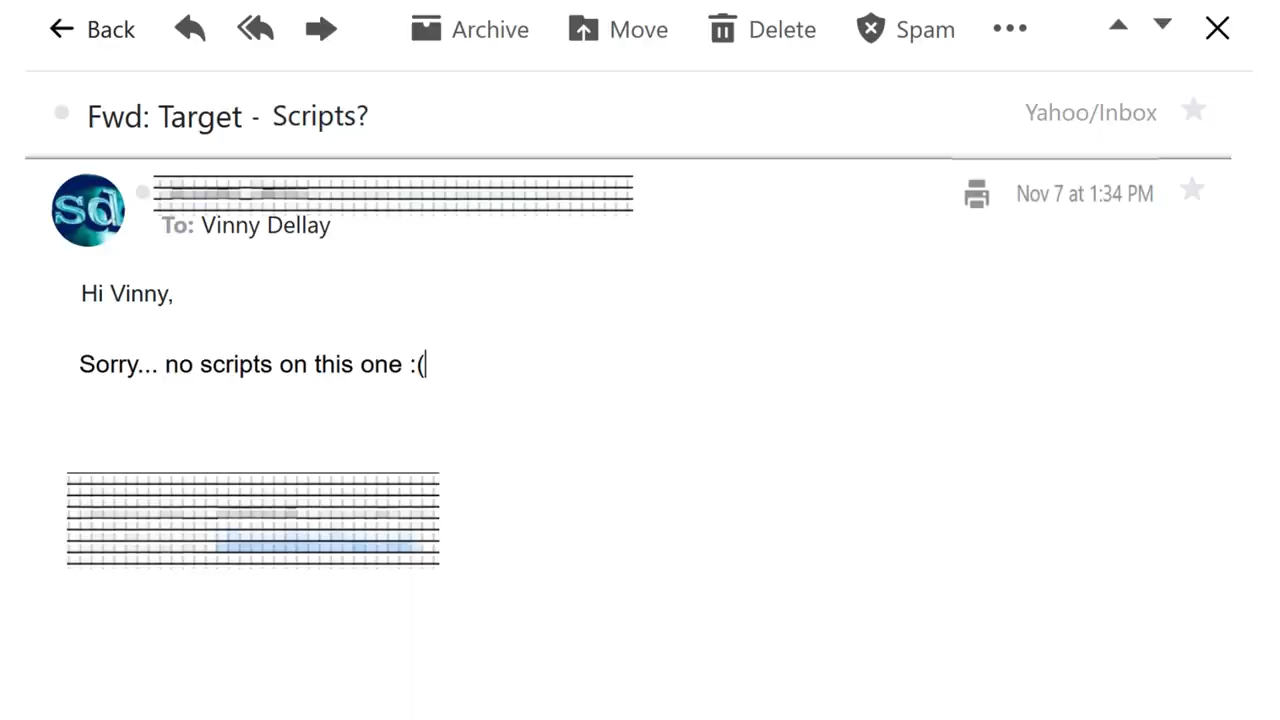 Back Archive Move Delete Spam
Fwd: Target - Scripts? Yahoo/Inbox
sd Nov 7 at 1:34 PM
To: Vinny Dellay
Hi Vinny,
Sorry... no scripts on this one :(